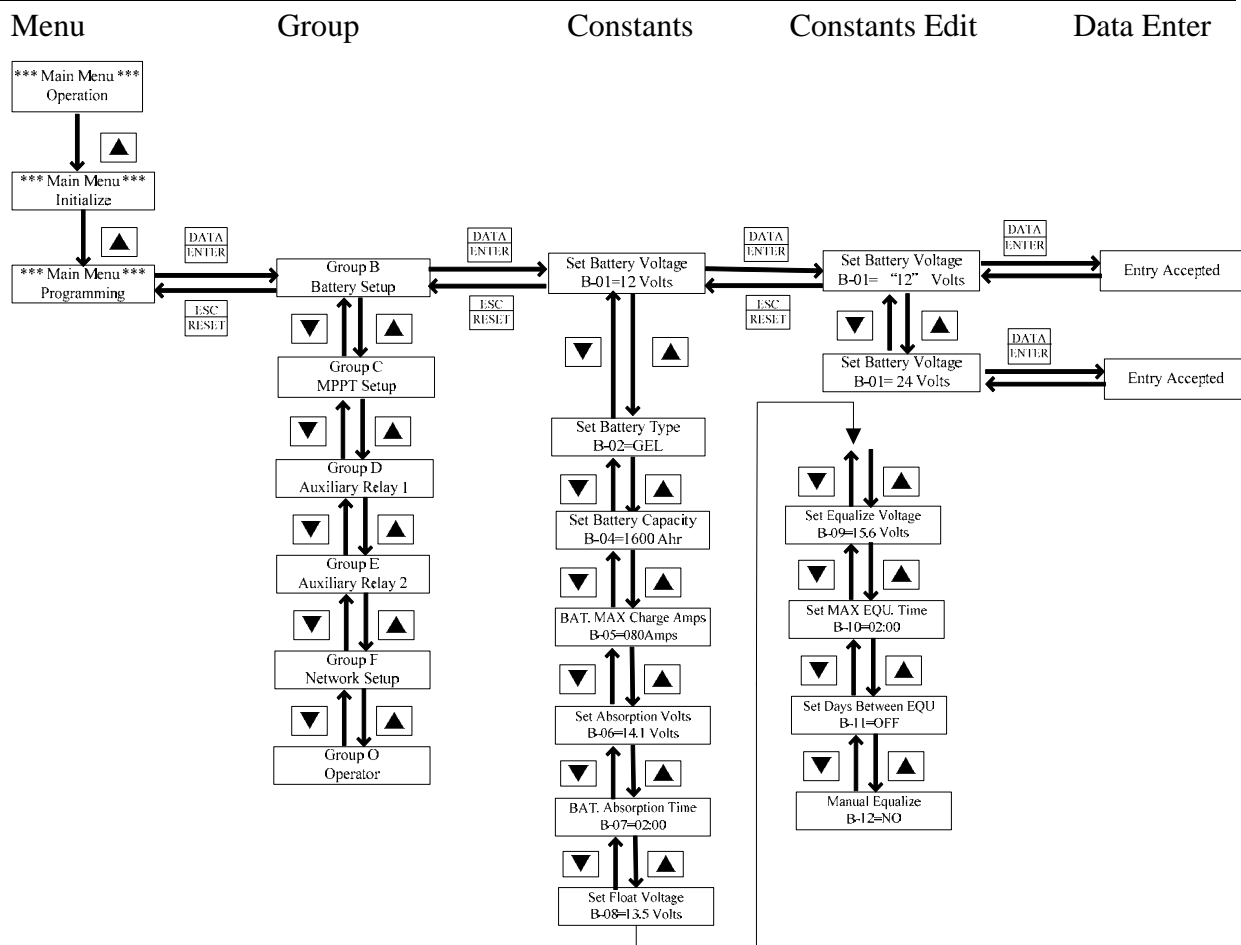 Menu
Group
Constants
Constants Edit
Data Enter
*** Main Menu ***
Operation
*** Main Menu ***
Initialize
*** Main Menu ***
Programming
DATA
ENTER
ESC
RESET
Group B
Battery Setup
Group C
MPPT Setup
Group D
Auxiliary Relay 1
Group E
Auxiliary Relay 2
Group F
Network Setup
Group O
Operator
DATA
ENTER
ESC
RESET
Set Battery Voltage
B-01=12 Volts
Set Battery Type
B-02=GEL
Set Battery Capacity
B-04=1600 Ahr
BAT. MAX Charge Amps
B-05=080Amps
Set Absorption Volts
B-06=14.1 Volts
BAT. Absorption Time
B-07=02:00
Set Float Voltage
B-08=13.5 Volts
DATA
ENTER
ESC
RESET
Set Battery Voltage
B-01= “12” Volts
Set Battery Voltage
B-01= 24 Volts
Set Equalize Voltage
B-09=15.6 Volts
Set MAX EQU. Time
B-10=02:00
Set Days Between EQU
B-11=OFF
Manual Equalize
B-12=NO
DATA
ENTER
Entry Accepted
DATA
ENTER
Entry Accepted